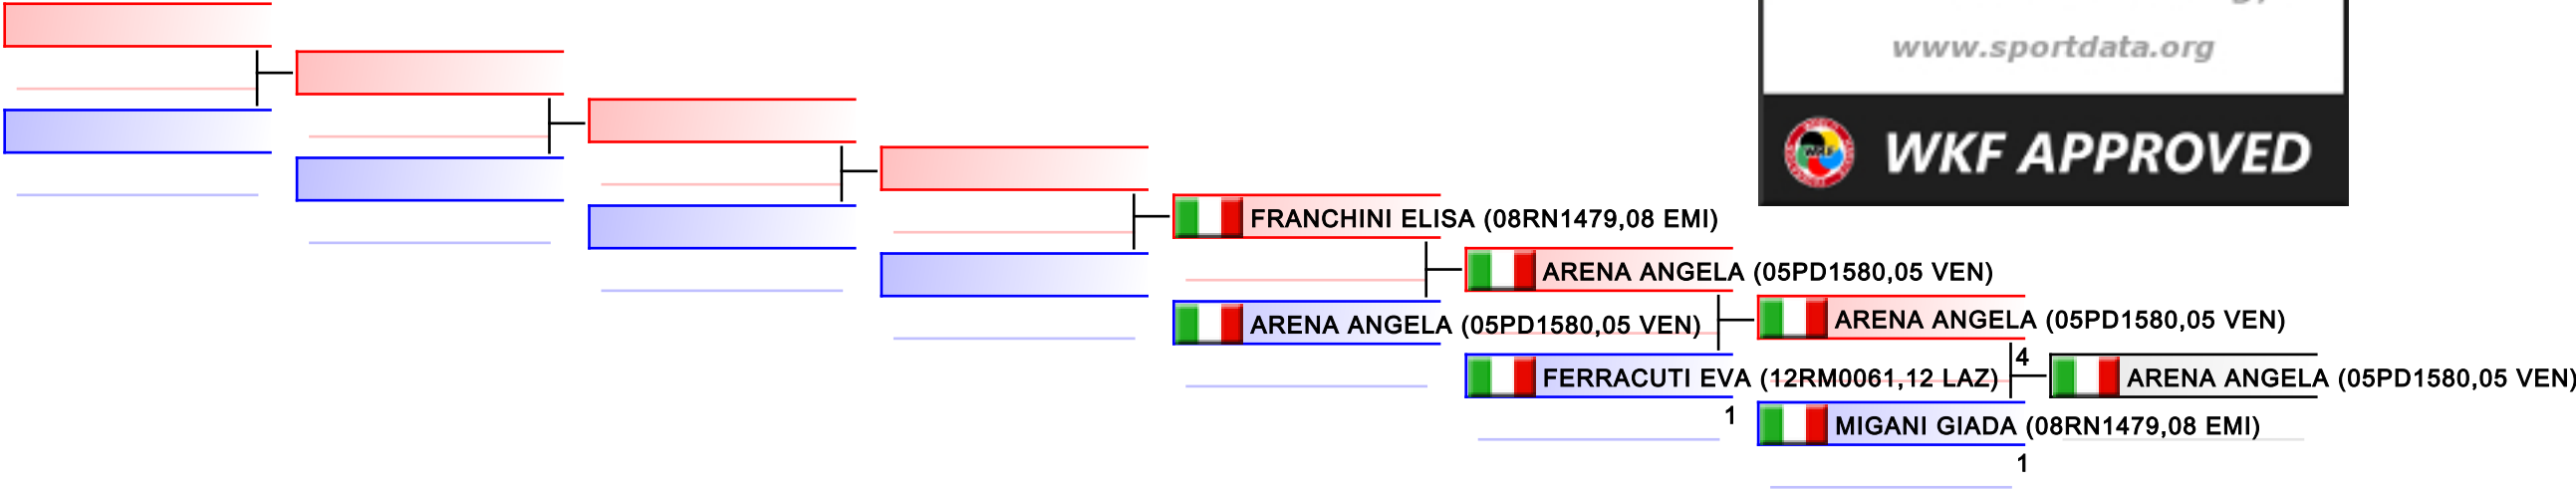 www.sportdata.org
WKF APPROVED
FRANCHINI ELISA (08RN1479,08 EMI)
ARENA ANGELA (05PD1580,05 VEN)
ARENA ANGELA (05PD1580,05 VEN)
ARENA ANGELA (05PD1580,05 VEN)
4
FERRACUTI EVA (12RM0061,12 LAZ)
ARENA ANGELA (05PD1580,05 VEN)
1
MIGANI GIADA (08RN1479,08 EMI)
1